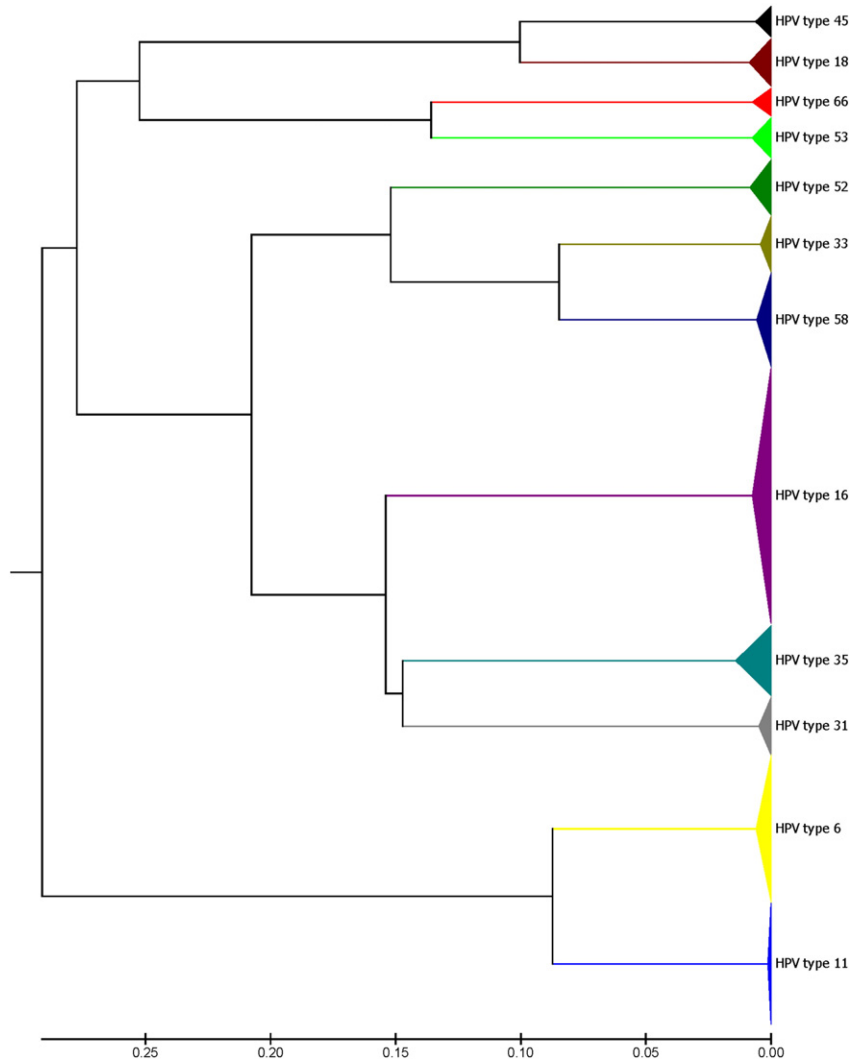 HPV type 45
HPV type 18
HPV type 66
HPV type 53
HPV type 52
HPV type 33
HPV type 58
HPV type 16
HPV type 35
HPV type 31
HPV type 6
HPV type 11
0.25 0.20 0.15 0.10 0.05 0.00